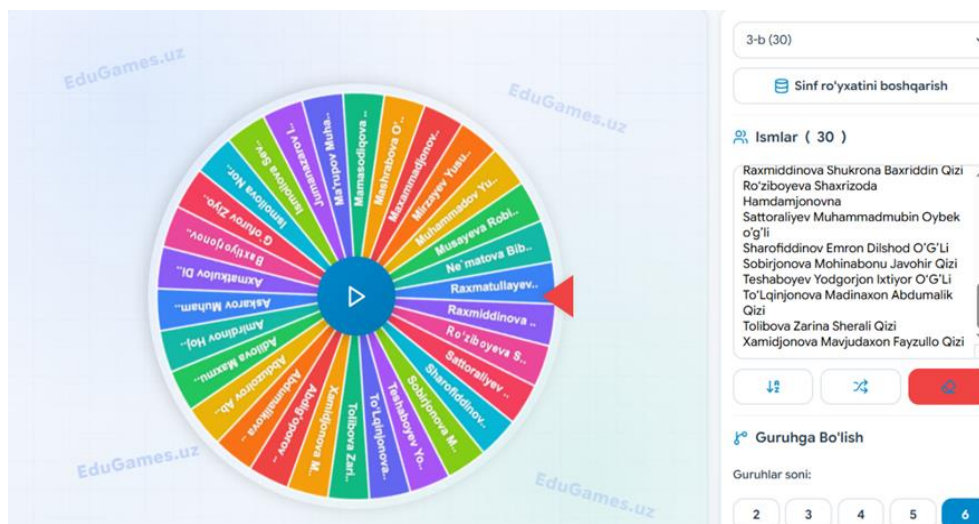 EduGames.uz
EduGames.uz
EduGames.uz
EduGames.uz
Mamasodiqova ..
Mashrabova O'..
Maxammadjonov..
Mirzayev Yusu..
Muhammadov Yu..
Musayeva Robi..
Ne'matova Bib..
Raxmatullayev..
Raxmiddinova ..
Ro'ziboyeva S..
Sattoraliyev ..
Sharofiddinov..
Sobirjonova M..
Teshaboyev Yo..
To'Lqinjonova..
Tolibova Zari..
Xamidjonova M..
Abdig'oporov ..
Abdumalikova ..
Abduzoirov Ab..
Adilova Maxmu..
Amirdinov Hoj..
Askarov Muham..
Axmatkulov Di..
Baxtiyorjonov..
G'ofurov Ziyo..
Ismoilova Nor..
Ismoilova Sev..
Jumanazarov I..
Ma'rupov Muha..
3-b (30)
Sinf ro'yxatini boshqarish
Ismlar ( 30 )
Raxmiddinova Shukrona Baxriddin Qizi
Ro'ziboyeva Shaxrizoda
Hamdamjonovna
Sattoraliyev Muhammadmubin Oybek
o'g'li
Sharofiddinov Emron Dilshod O'G'Li
Sobirjonova Mohinabonu Javohir Qizi
Teshaboyev Yodgorjon Ixtiyor O'G'Li
To'Lqinjonova Madinaxon Abdumalik
Qizi
Tolibova Zarina Sherali Qizi
Xamidjonova Mavjudaxon Fayzullo Qizi
Guruhga Bo'lish
Guruhlar soni:
2 3 4 5 6